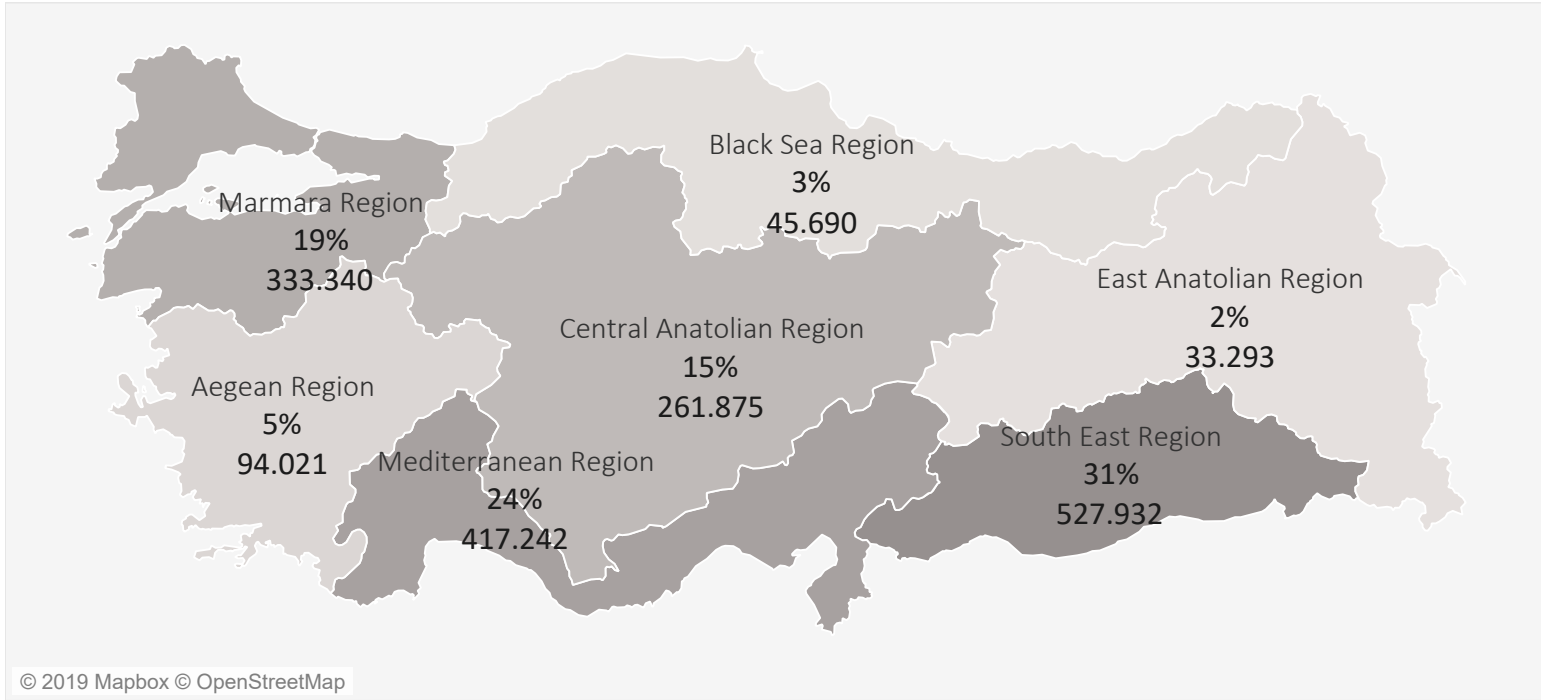 Black Sea Region
3%
45.690
Marmara Region
19%
333.340
East Anatolian Region
2%
33.293
Central Anatolian Region
15%
261.875
Aegean Region
5%
94.021
South East Region
31%
527.932
Mediterranean Region
24%
417.242
© 2019 Mapbox © OpenStreetMap